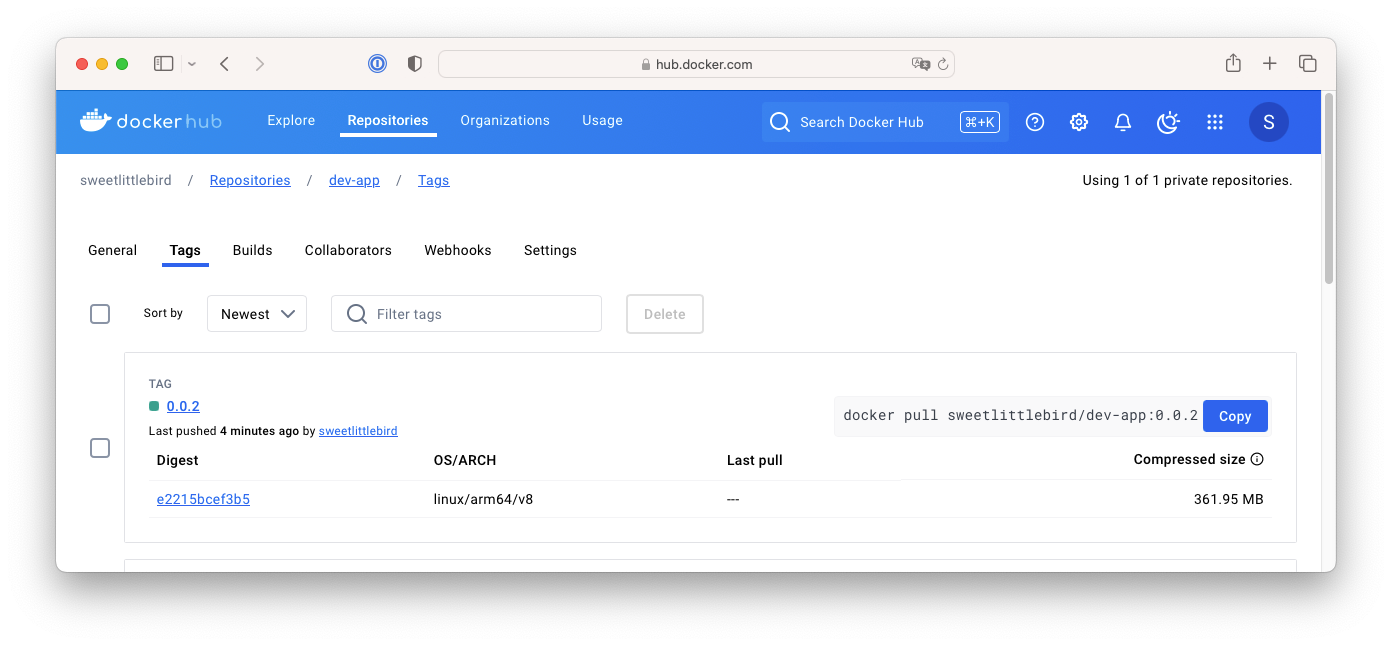 hub.docker.com
docker hub
Explore
Repositories
Organizations
Usage
Search Docker Hub
⌘+K
S
sweetlittlebird / Repositories / dev-app / Tags
Using 1 of 1 private repositories.
General
Tags
Builds
Collaborators
Webhooks
Settings
Sort by
Newest
Filter tags
Delete
TAG
0.0.2
docker pull sweetlittlebird/dev-app:0.0.2
Copy
Last pushed 4 minutes ago by sweetlittlebird
Digest
OS/ARCH
Last pull
Compressed size
e2215bcef3b5
linux/arm64/v8
---
361.95 MB